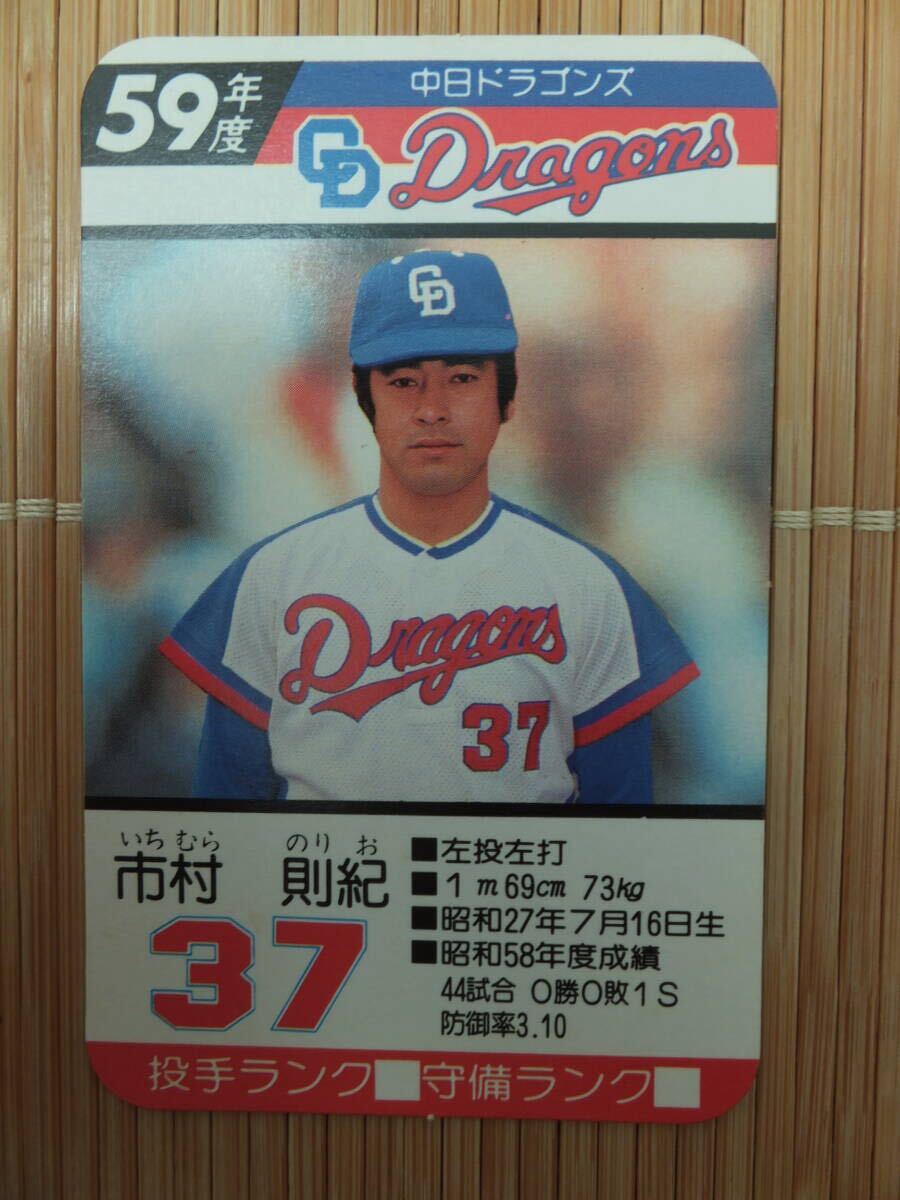 59年度
中日ドラゴンズ
CD Dragons
CD
Dragons
37
いちむら のりお
市村 則紀
37
■左投左打
■1m69cm 73kg
■昭和27年7月16日生
■昭和58年度成績
44試合 0勝0敗1S
防御率3.10
投手ランク 守備ランク